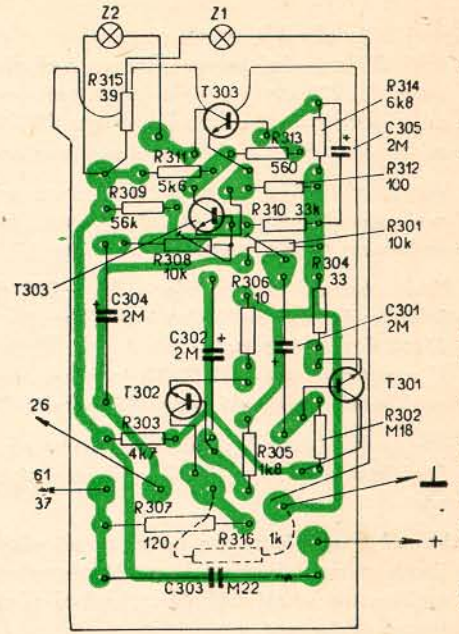 Z2
Z1
R315
39
T303
R314
6k8
C305
2M
R313
560
R311
5k6
R312
100
R309
56k
R310 33k
R301
10k
R308
10k
T303
R304
33
R306
10
C304
2M
C302
2M
C301
2M
T302
T301
26
R303
4k7
R302
M18
R305
1k8
61
37
R307
120
R316
1k
+
C303
M22